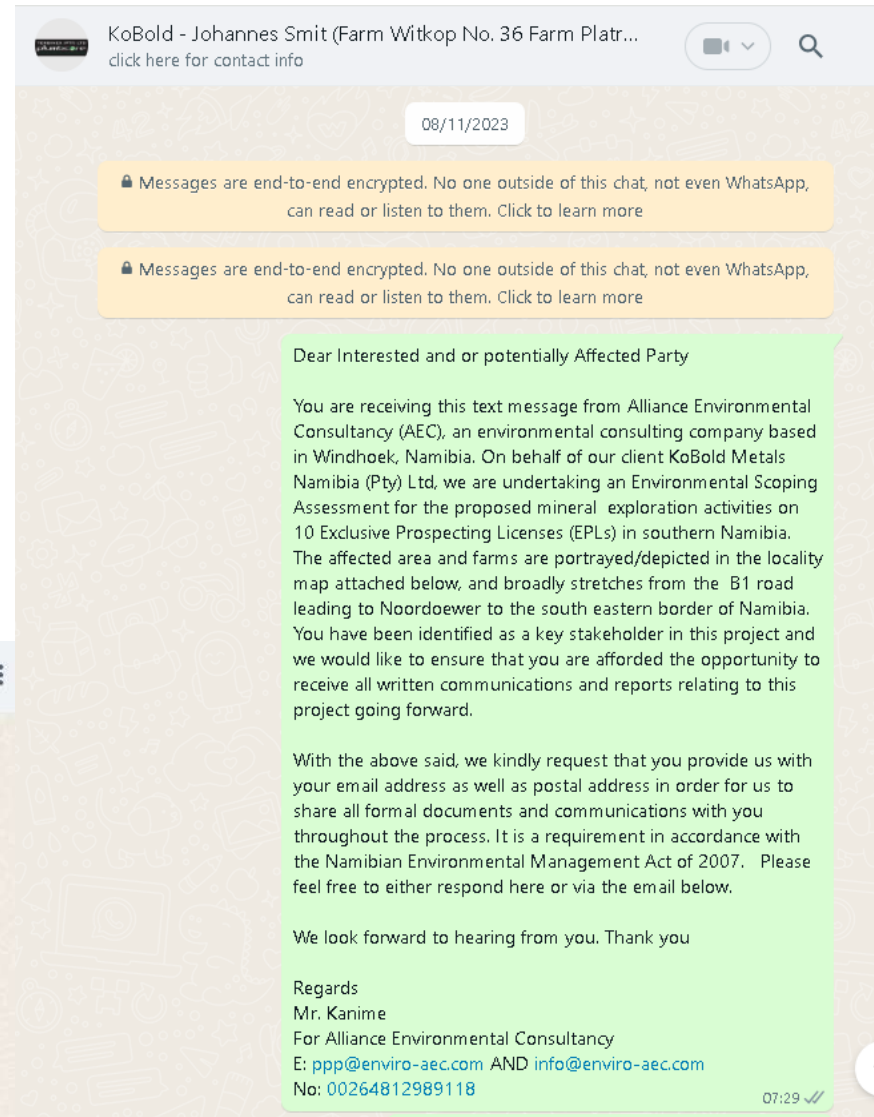 KoBold - Johannes Smit (Farm Witkop No. 36 Farm Platr...
click here for contact info
08/11/2023
Messages are end-to-end encrypted. No one outside of this chat, not even WhatsApp,
can read or listen to them. Click to learn more
Messages are end-to-end encrypted. No one outside of this chat, not even WhatsApp,
can read or listen to them. Click to learn more
Dear Interested and or potentially Affected Party
You are receiving this text message from Alliance Environmental
Consultancy (AEC), an environmental consulting company based
in Windhoek, Namibia. On behalf of our client KoBold Metals
Namibia (Pty) Ltd, we are undertaking an Environmental Scoping
Assessment for the proposed mineral  exploration activities on
10 Exclusive Prospecting Licenses (EPLs) in southern Namibia.
The affected area and farms are portrayed/depicted in the locality
map attached below, and broadly stretches from the  B1 road
leading to Noordoewer to the south eastern border of Namibia.
You have been identified as a key stakeholder in this project and
we would like to ensure that you are afforded the opportunity to
receive all written communications and reports relating to this
project going forward.
With the above said, we kindly request that you provide us with
your email address as well as postal address in order for us to
share all formal documents and communications with you
throughout the process. It is a requirement in accordance with
the Namibian Environmental Management Act of 2007.   Please
feel free to either respond here or via the email below.
We look forward to hearing from you. Thank you
Regards
Mr. Kanime
For Alliance Environmental Consultancy
E: ppp@enviro-aec.com AND info@enviro-aec.com
No: 00264812989118
07:29